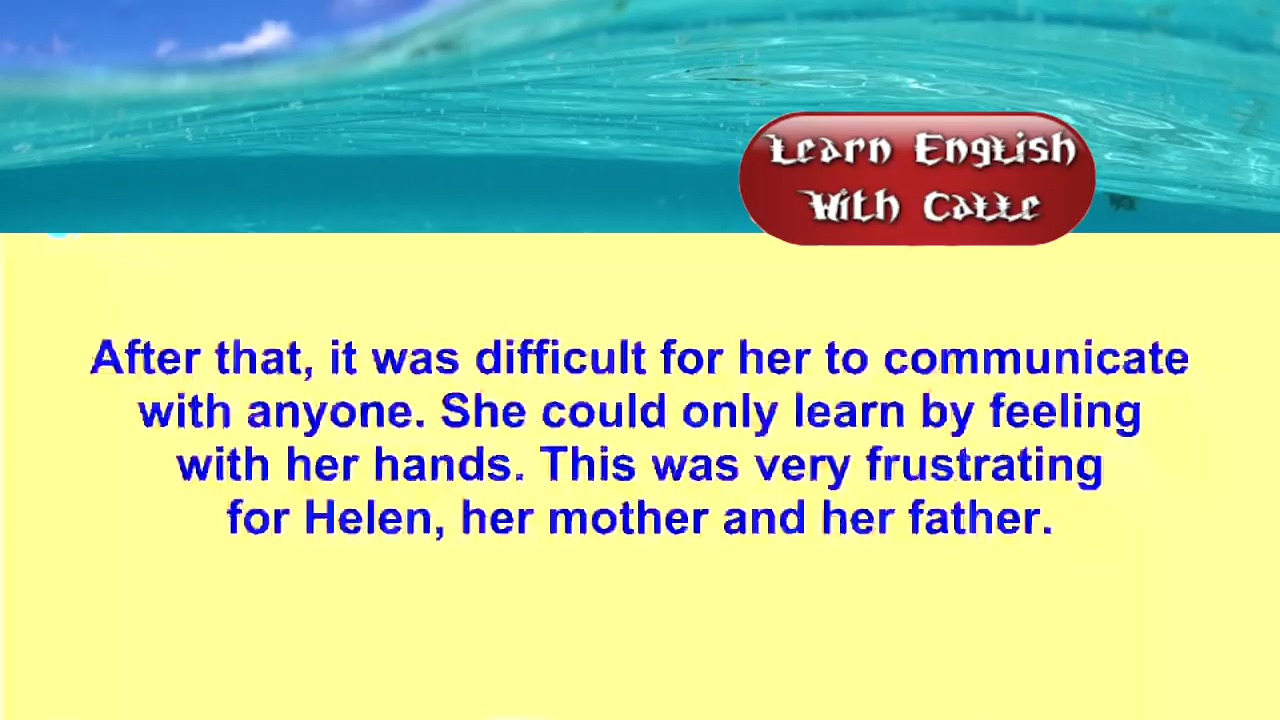 Learn English
With Calle
After that, it was difficult for her to communicate
with anyone. She could only learn by feeling
with her hands. This was very frustrating
for Helen, her mother and her father.